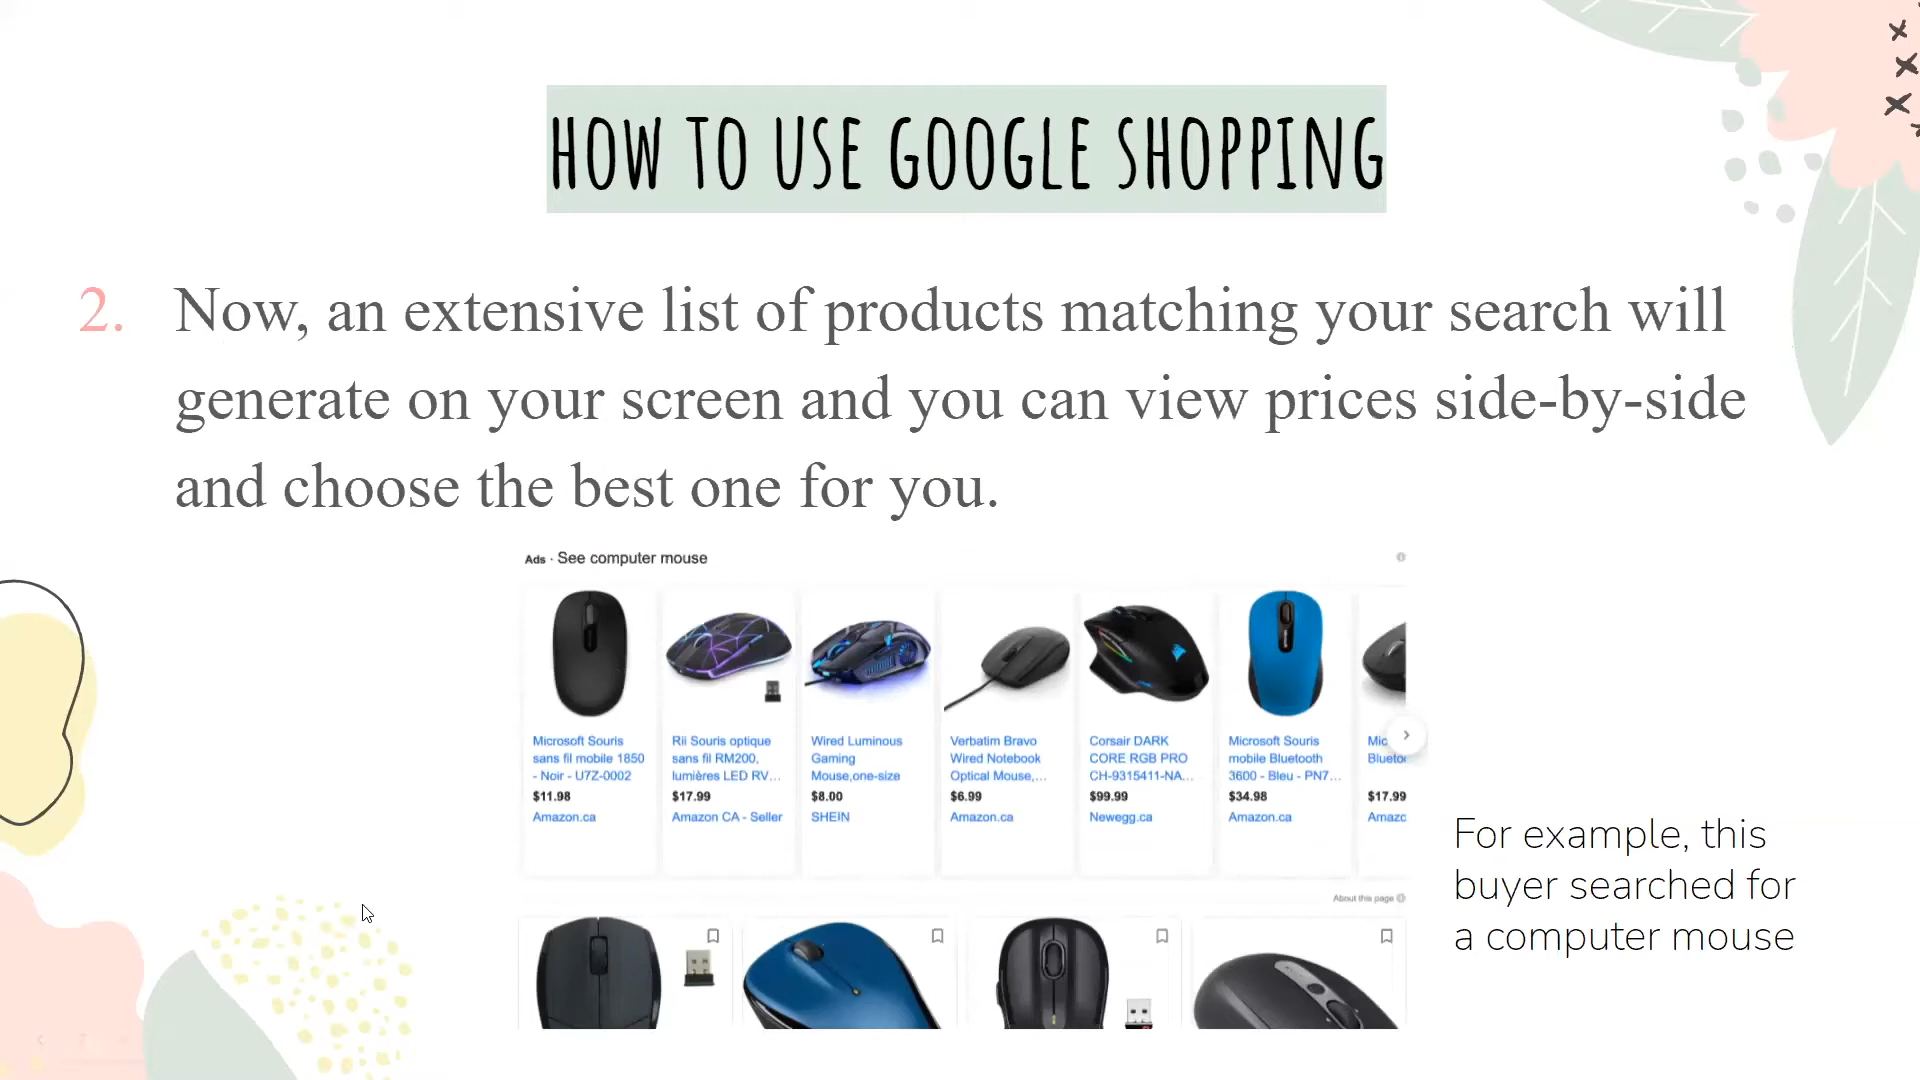 HOW TO USE GOOGLE SHOPPING
2. Now, an extensive list of products matching your search will
generate on your screen and you can view prices side-by-side
and choose the best one for you.
Ads · See computer mouse
Microsoft Souris
sans fil mobile 1850
- Noir - U7Z-0002
$11.98
Amazon.ca
Rii Souris optique
sans fil RM200,
lumières LED RV...
$17.99
Amazon CA - Seller
Wired Luminous
Gaming
Mouse,one-size
$8.00
SHEIN
Verbatim Bravo
Wired Notebook
Optical Mouse,...
$6.99
Amazon.ca
Corsair DARK
CORE RGB PRO
CH-9315411-NA...
$99.99
Newegg.ca
Microsoft Souris
mobile Bluetooth
3600 - Bleu - PN7...
$34.98
Amazon.ca
Mic
Blueto
$17.99
Amazc
About this page
For example, this
buyer searched for
a computer mouse